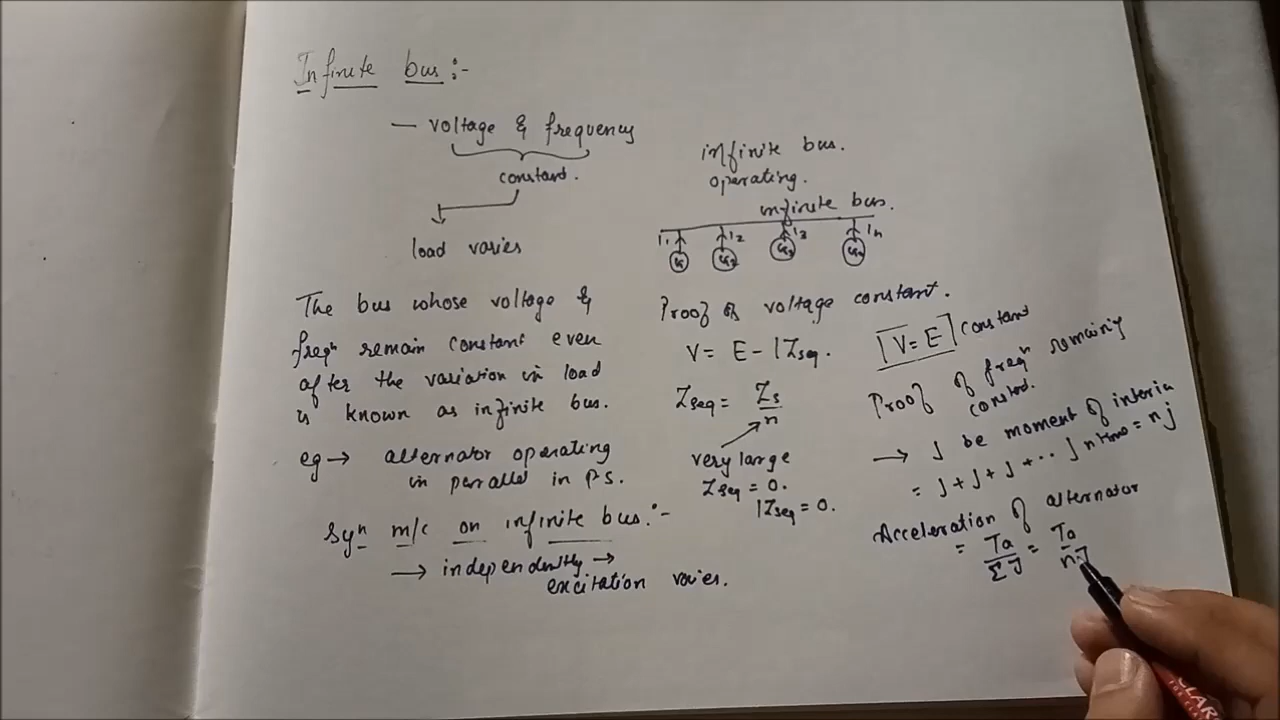 Infinite bus :-
— voltage & frequency
constant.
load varies
The bus whose voltage &
freqn remain constant even
after the variation in load
is known as infinite bus.
eg → alternator operating
in parallel in P.S.
Syn m/c on infinite bus :-
→ independently →
excitation varies.
infinite bus.
operating.
infinite bus.
I1 I2 I3 In
Proof of voltage constant.
V = E - IZseq.
Zseq = Zs/n
very large
Zseq = 0.
IZseq = 0.
V = E constant
Proof of freqn remaining
constant.
→ J be moment of interia
= J + J + J + ... J n time = nj
Acceleration of alternator
= Ta/ΣJ = Ta/n.J
CLAR